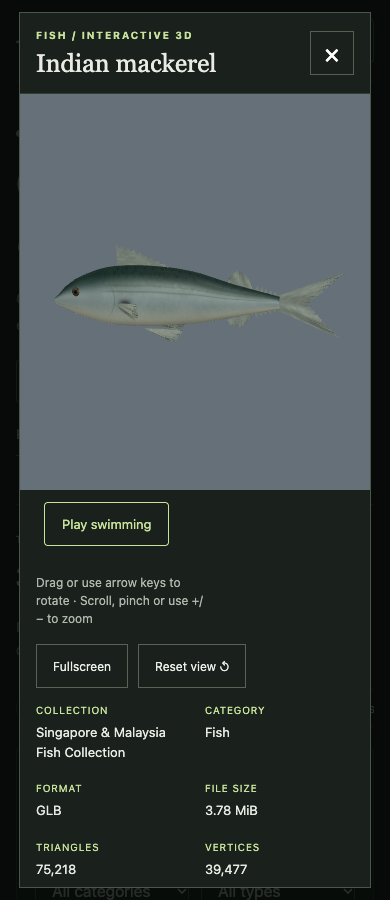 FISH / INTERACTIVE 3D
Indian mackerel
×
Play swimming
Drag or use arrow keys to
rotate · Scroll, pinch or use +/
− to zoom
Fullscreen
Reset view ↺
COLLECTION
Singapore & Malaysia
Fish Collection
CATEGORY
Fish
FORMAT
GLB
FILE SIZE
3.78 MiB
TRIANGLES
75,218
VERTICES
39,477
All categories
All types